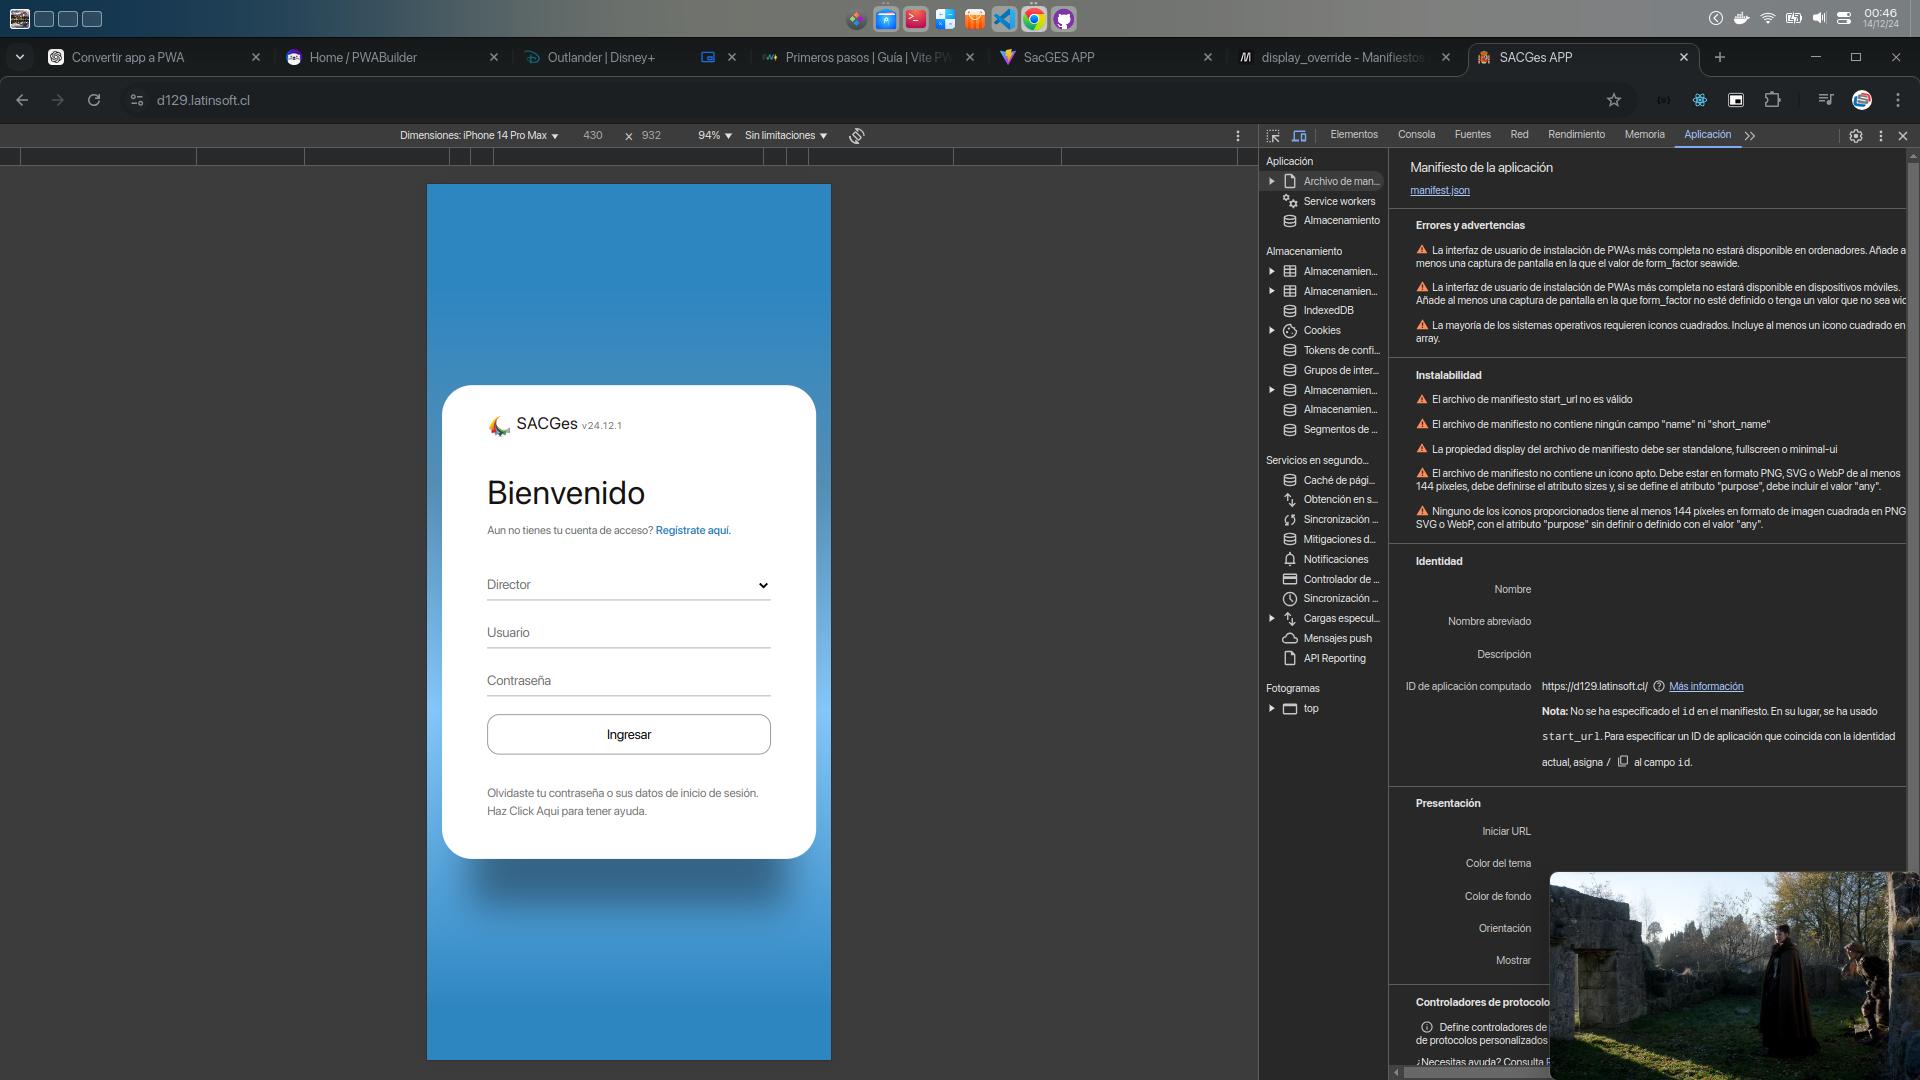 00:46
14/12/24
Convertir app a PWA
Home / PWABuilder
Outlander | Disney+
Primeros pasos | Guía | Vite PW
SacGES APP
display_override - Manifiestos
SACGes APP
d129.latinsoft.cl
Dimensiones: iPhone 14 Pro Max
430
×
932
94%
Sin limitaciones
Elementos
Consola
Fuentes
Red
Rendimiento
Memoria
Aplicación
SACGes v24.12.1
Bienvenido
Aun no tienes tu cuenta de acceso? Regístrate aquí.
Director
Usuario
Contraseña
Ingresar
Olvidaste tu contraseña o sus datos de inicio de sesión.
Haz Click Aqui para tener ayuda.
Aplicación
Archivo de man...
Service workers
Almacenamiento
Almacenamiento
Almacenamien...
Almacenamien...
IndexedDB
Cookies
Tokens de confi...
Grupos de inter...
Almacenamien...
Almacenamien...
Segmentos de ...
Servicios en segundo...
Caché de pági...
Obtención en s...
Sincronización ...
Mitigaciones d...
Notificaciones
Controlador de ...
Sincronización ...
Cargas especul...
Mensajes push
API Reporting
Fotogramas
top
Manifiesto de la aplicación
manifest.json
Errores y advertencias
La interfaz de usuario de instalación de PWAs más completa no estará disponible en ordenadores. Añade a
menos una captura de pantalla en la que el valor de form_factor seawide.
La interfaz de usuario de instalación de PWAs más completa no estará disponible en dispositivos móviles.
Añade al menos una captura de pantalla en la que form_factor no esté definido o tenga un valor que no sea wid
La mayoría de los sistemas operativos requieren iconos cuadrados. Incluye al menos un icono cuadrado en
array.
Instalabilidad
El archivo de manifiesto start_url no es válido
El archivo de manifiesto no contiene ningún campo "name" ni "short_name"
La propiedad display del archivo de manifiesto debe ser standalone, fullscreen o minimal-ui
El archivo de manifiesto no contiene un icono apto. Debe estar en formato PNG, SVG o WebP de al menos
144 píxeles, debe definirse el atributo sizes y, si se define el atributo "purpose", debe incluir el valor "any".
Ninguno de los iconos proporcionados tiene al menos 144 píxeles en formato de imagen cuadrada en PNG
SVG o WebP, con el atributo "purpose" sin definir o definido con el valor "any".
Identidad
Nombre
Nombre abreviado
Descripción
ID de aplicación computado https://d129.latinsoft.cl/ Más información
Nota: No se ha especificado el id en el manifiesto. En su lugar, se ha usado
start_url. Para especificar un ID de aplicación que coincida con la identidad
actual, asigna / al campo id.
Presentación
Iniciar URL
Color del tema
Color de fondo
Orientación
Mostrar
Controladores de protocolo
Define controladores de
de protocolos personalizados
¿Necesitas ayuda? Consulta